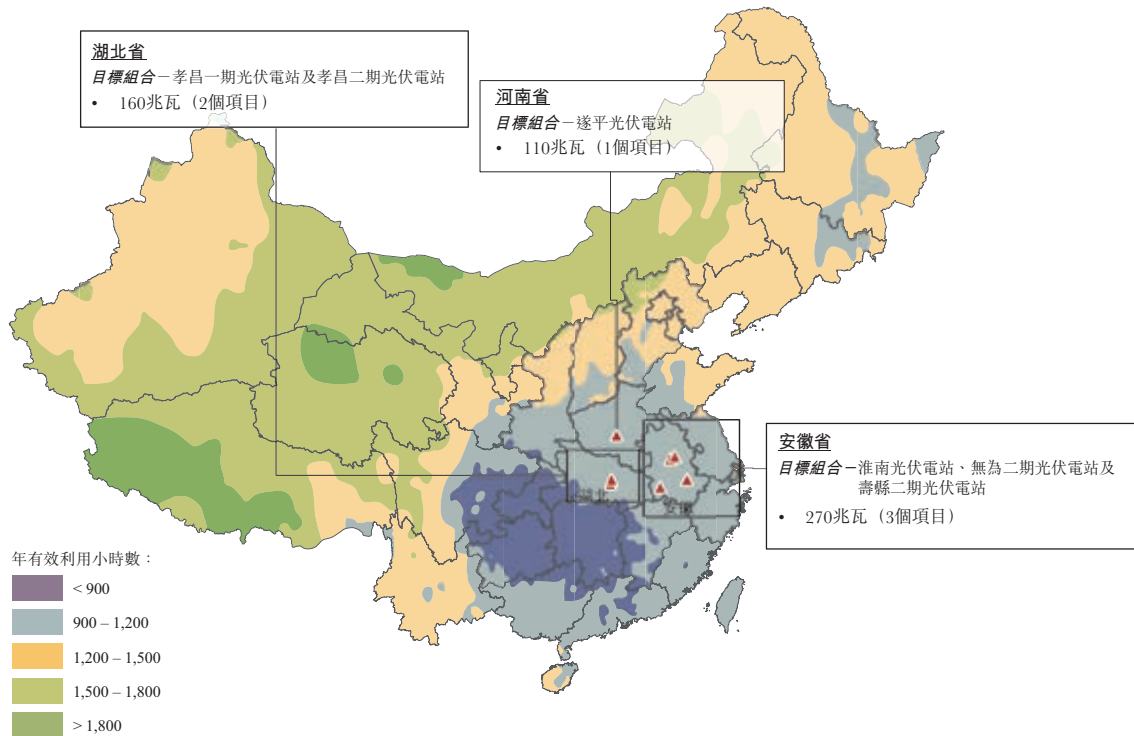 湖北省
目標組合－孝昌一期光伏電站及孝昌二期光伏電站
• 160兆瓦（2個項目）
河南省
目標組合－遂平光伏電站
• 110兆瓦（1個項目）
安徽省
目標組合－淮南光伏電站、無為二期光伏電站及
壽縣二期光伏電站
• 270兆瓦（3個項目）
年有效利用小時數：
< 900
900 – 1,200
1,200 – 1,500
1,500 – 1,800
> 1,800